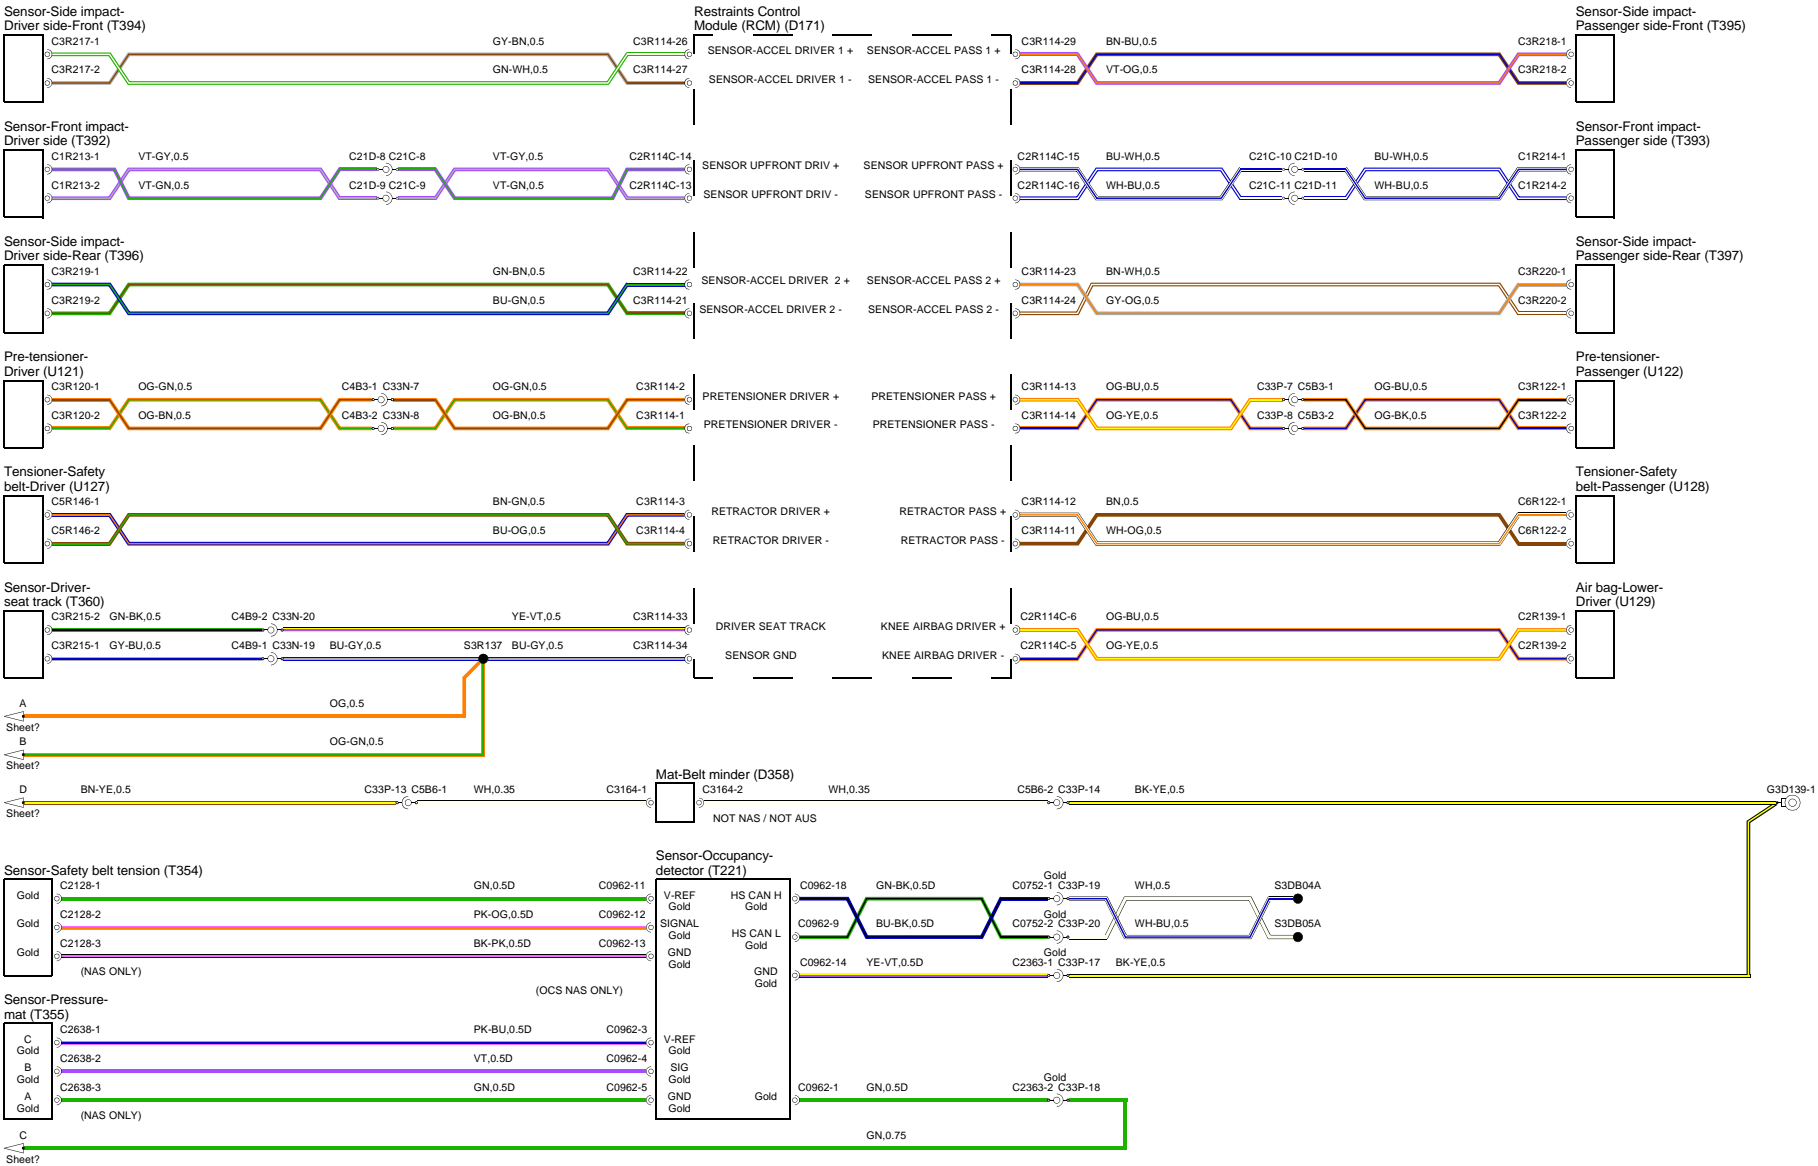 Sensor-Side impact-
Driver side-Front (T394)
Restraints Control
Module (RCM) (D171)
Sensor-Side impact-
Passenger side-Front (T395)
C3R217-1 GY-BN,0.5 C3R114-26 SENSOR-ACCEL DRIVER 1 + SENSOR-ACCEL PASS 1 + C3R114-29 BN-BU,0.5 C3R218-1
C3R217-2 GN-WH,0.5 C3R114-27 SENSOR-ACCEL DRIVER 1 - SENSOR-ACCEL PASS 1 - C3R114-28 VT-OG,0.5 C3R218-2
Sensor-Front impact-
Driver side (T392)
Sensor-Front impact-
Passenger side (T393)
C1R213-1 VT-GY,0.5 C21D-8 C21C-8 VT-GY,0.5 C2R114C-14 SENSOR UPFRONT DRIV + SENSOR UPFRONT PASS + C2R114C-15 BU-WH,0.5 C21C-10 C21D-10 BU-WH,0.5 C1R214-1
C1R213-2 VT-GN,0.5 C21D-9 C21C-9 VT-GN,0.5 C2R114C-13 SENSOR UPFRONT DRIV - SENSOR UPFRONT PASS - C2R114C-16 WH-BU,0.5 C21C-11 C21D-11 WH-BU,0.5 C1R214-2
Sensor-Side impact-
Driver side-Rear (T396)
Sensor-Side impact-
Passenger side-Rear (T397)
C3R219-1 GN-BN,0.5 C3R114-22 SENSOR-ACCEL DRIVER 2 + SENSOR-ACCEL PASS 2 + C3R114-23 BN-WH,0.5 C3R220-1
C3R219-2 BU-GN,0.5 C3R114-21 SENSOR-ACCEL DRIVER 2 - SENSOR-ACCEL PASS 2 - C3R114-24 GY-OG,0.5 C3R220-2
Pre-tensioner-
Driver (U121)
Pre-tensioner-
Passenger (U122)
C3R120-1 OG-GN,0.5 C4B3-1 C33N-7 OG-GN,0.5 C3R114-2 PRETENSIONER DRIVER + PRETENSIONER PASS + C3R114-13 OG-BU,0.5 C33P-7 C5B3-1 OG-BU,0.5 C3R122-1
C3R120-2 OG-BN,0.5 C4B3-2 C33N-8 OG-BN,0.5 C3R114-1 PRETENSIONER DRIVER - PRETENSIONER PASS - C3R114-14 OG-YE,0.5 C33P-8 C5B3-2 OG-BK,0.5 C3R122-2
Tensioner-Safety
belt-Driver (U127)
Tensioner-Safety
belt-Passenger (U128)
C5R146-1 BN-GN,0.5 C3R114-3 RETRACTOR DRIVER + RETRACTOR PASS + C3R114-12 BN,0.5 C6R122-1
C5R146-2 BU-OG,0.5 C3R114-4 RETRACTOR DRIVER - RETRACTOR PASS - C3R114-11 WH-OG,0.5 C6R122-2
Sensor-Driver-
seat track (T360)
Air bag-Lower-
Driver (U129)
C3R215-2 GN-BK,0.5 C4B9-2 C33N-20 YE-VT,0.5 C3R114-33 DRIVER SEAT TRACK KNEE AIRBAG DRIVER + C2R114C-6 OG-BU,0.5 C2R139-1
C3R215-1 GY-BU,0.5 C4B9-1 C33N-19 BU-GY,0.5 S3R137 BU-GY,0.5 C3R114-34 SENSOR GND KNEE AIRBAG DRIVER - C2R114C-5 OG-YE,0.5 C2R139-2
A OG,0.5
Sheet?
B OG-GN,0.5
Sheet?
Mat-Belt minder (D358)
D BN-YE,0.5 C33P-13 C5B6-1 WH,0.35 C3164-1 C3164-2 WH,0.35 C5B6-2 C33P-14 BK-YE,0.5 G3D139-1
Sheet?
NOT NAS / NOT AUS
Sensor-Safety belt tension (T354)
Sensor-Occupancy-
detector (T221)
Gold C2128-1 GN,0.5D C0962-11 V-REF
Gold
HS CAN H
Gold
C0962-18 GN-BK,0.5D C0752-1 Gold C33P-19 WH,0.5 S3DB04A
Gold C2128-2 PK-OG,0.5D C0962-12 SIGNAL
Gold
HS CAN L
Gold
C0962-9 BU-BK,0.5D C0752-2 Gold C33P-20 WH-BU,0.5 S3DB05A
Gold C2128-3 BK-PK,0.5D C0962-13 GND
Gold
GND
Gold
C0962-14 YE-VT,0.5D C2363-1 Gold C33P-17 BK-YE,0.5
(NAS ONLY)
(OCS NAS ONLY)
Sensor-Pressure-
mat (T355)
C
Gold
C2638-1 PK-BU,0.5D C0962-3 V-REF
Gold
B
Gold
C2638-2 VT,0.5D C0962-4 SIG
Gold
A
Gold
C2638-3 GN,0.5D C0962-5 GND
Gold
Gold C0962-1 GN,0.5D C2363-2 Gold C33P-18
(NAS ONLY)
C GN,0.75
Sheet?